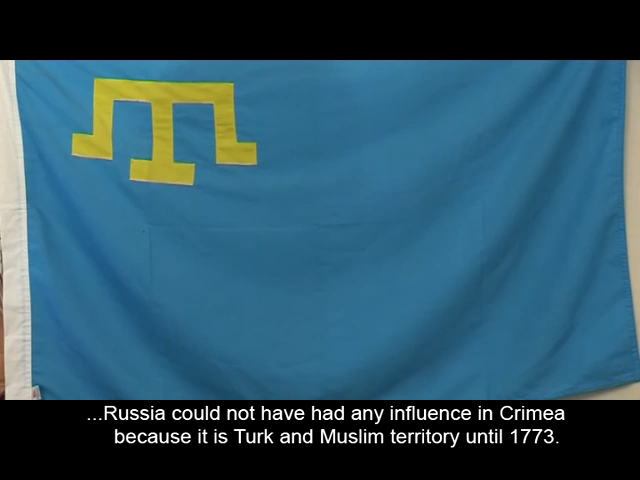 ...Russia could not have had any influence in Crimea
because it is Turk and Muslim territory until 1773.